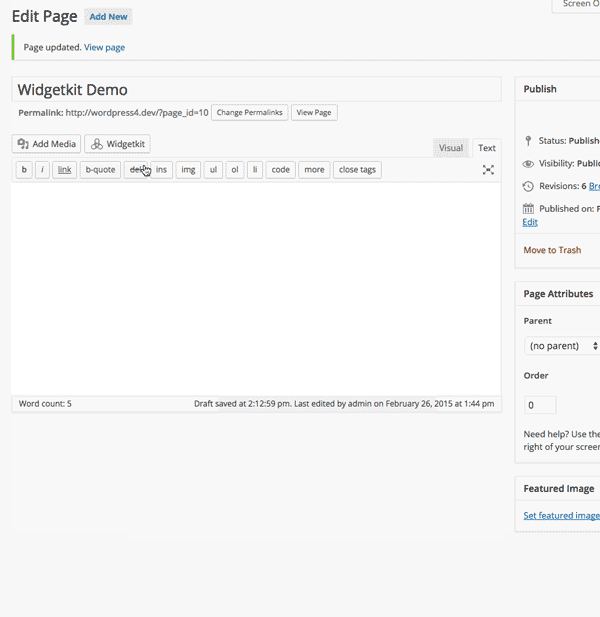 Screen O
Edit Page Add New
Page updated. View page
Widgetkit Demo
Permalink: http://wordpress4.dev/?page_id=10 Change Permalinks View Page
Add Media Widgetkit
Visual Text
b i link b-quote del ins img ul ol li code more close tags
Word count: 5 Draft saved at 2:12:59 pm. Last edited by admin on February 26, 2015 at 1:44 pm
Publish
Status: Publish
Visibility: Public
Revisions: 6 Bro
Published on: F
Edit
Move to Trash
Page Attributes
Parent
(no parent)
Order
0
Need help? Use the
right of your screen
Featured Image
Set featured image